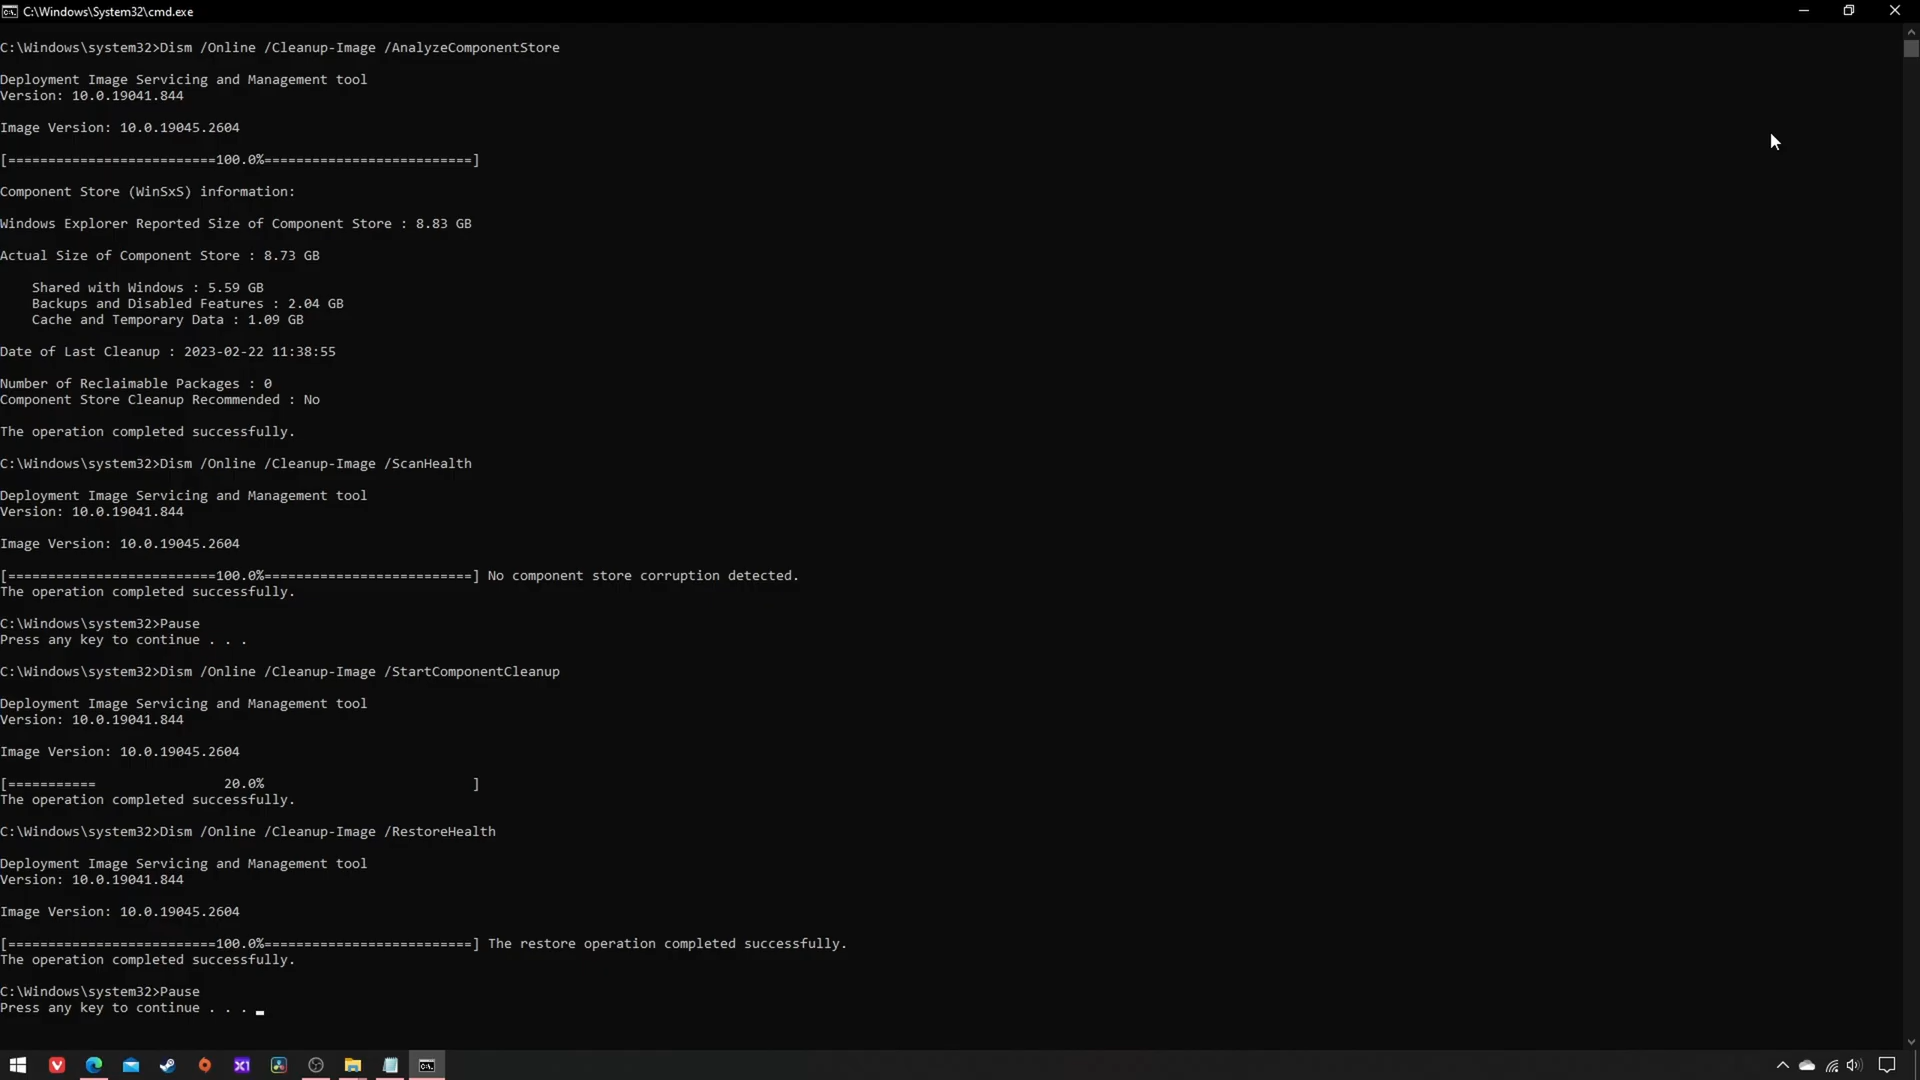 C:\Windows\System32\cmd.exe
C:\Windows\system32>Dism /Online /Cleanup-Image /AnalyzeComponentStore
Deployment Image Servicing and Management tool
Version: 10.0.19041.844
Image Version: 10.0.19045.2604
[==========================100.0%==========================]
Component Store (WinSxS) information:
Windows Explorer Reported Size of Component Store : 8.83 GB
Actual Size of Component Store : 8.73 GB
Shared with Windows : 5.59 GB
Backups and Disabled Features : 2.04 GB
Cache and Temporary Data : 1.09 GB
Date of Last Cleanup : 2023-02-22 11:38:55
Number of Reclaimable Packages : 0
Component Store Cleanup Recommended : No
The operation completed successfully.
C:\Windows\system32>Dism /Online /Cleanup-Image /ScanHealth
Deployment Image Servicing and Management tool
Version: 10.0.19041.844
Image Version: 10.0.19045.2604
[==========================100.0%==========================] No component store corruption detected.
The operation completed successfully.
C:\Windows\system32>Pause
Press any key to continue . . .
C:\Windows\system32>Dism /Online /Cleanup-Image /StartComponentCleanup
Deployment Image Servicing and Management tool
Version: 10.0.19041.844
Image Version: 10.0.19045.2604
[===========                20.0%                          ]
The operation completed successfully.
C:\Windows\system32>Dism /Online /Cleanup-Image /RestoreHealth
Deployment Image Servicing and Management tool
Version: 10.0.19041.844
Image Version: 10.0.19045.2604
[==========================100.0%==========================] The restore operation completed successfully.
The operation completed successfully.
C:\Windows\system32>Pause
Press any key to continue . . .
X1